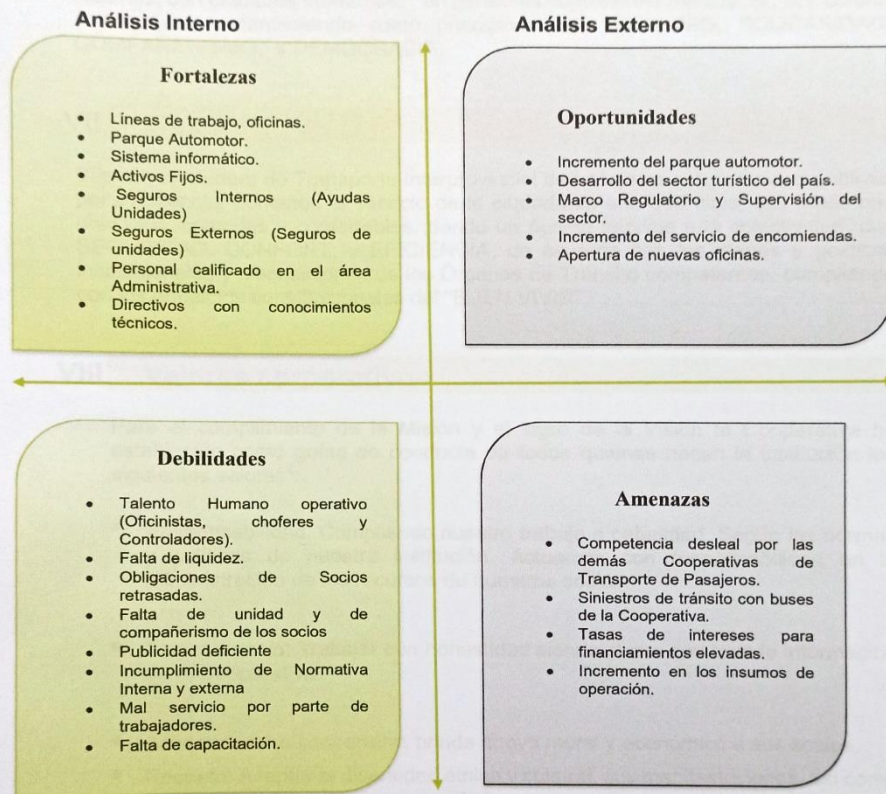 Análisis Interno
Fortalezas
• Líneas de trabajo, oficinas.
• Parque Automotor.
• Sistema informático.
• Activos Fijos.
• Seguros Internos (Ayudas
Unidades)
• Seguros Externos (Seguros de
unidades)
• Personal calificado en el área
Administrativa.
• Directivos con conocimientos
técnicos.
Análisis Externo
Oportunidades
• Incremento del parque automotor.
• Desarrollo del sector turístico del país.
• Marco Regulatorio y Supervisión del
sector.
• Incremento del servicio de encomiendas.
• Apertura de nuevas oficinas.
Debilidades
• Talento Humano operativo
(Oficinistas, choferes y
Controladores).
• Falta de liquidez.
• Obligaciones de Socios
retrasadas.
• Falta de unidad y de
compañerismo de los socios
• Publicidad deficiente
• Incumplimiento de Normativa
Interna y externa
• Mal servicio por parte de
trabajadores.
• Falta de capacitación.
Amenazas
• Competencia desleal por las
demás Cooperativas de
Transporte de Pasajeros.
• Siniestros de tránsito con buses
de la Cooperativa.
• Tasas de intereses para
financiamientos elevadas.
• Incremento en los insumos de
operación.